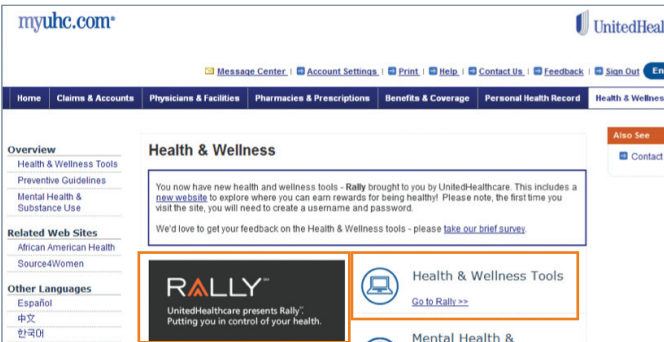 myuhc.com®
UnitedHeal
Message Center | Account Settings | Print | Help | Contact Us | Feedback | Sign Out En
Home Claims & Accounts Physicians & Facilities Pharmacies & Prescriptions Benefits & Coverage Personal Health Record Health & Wellnes
Also See
Contact
Overview
Health & Wellness Tools
Preventive Guidelines
Mental Health &
Substance Use
Related Web Sites
African American Health
Source4Women
Other Languages
Español
中文
한국어
Health & Wellness
You now have new health and wellness tools - Rally brought to you by UnitedHealthcare. This includes a
new website to explore where you can earn rewards for being healthy! Please note, the first time you
visit the site, you will need to create a username and password.
We'd love to get your feedback on the Health & Wellness tools - please take our brief survey.
RALLY℠
UnitedHealthcare presents Rally℠.
Putting you in control of your health.
Health & Wellness Tools
Go to Rally >>
Mental Health &